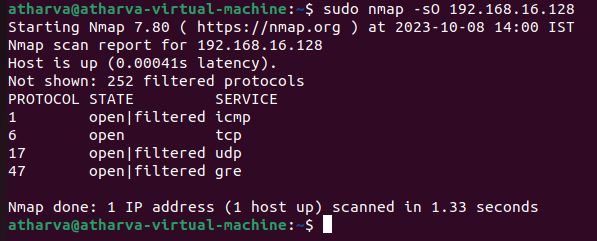 atharva@atharva-virtual-machine:~$ sudo nmap -sO 192.168.16.128
Starting Nmap 7.80 ( https://nmap.org ) at 2023-10-08 14:00 IST
Nmap scan report for 192.168.16.128
Host is up (0.00041s latency).
Not shown: 252 filtered protocols
PROTOCOL STATE         SERVICE
1        open|filtered icmp
6        open          tcp
17       open|filtered udp
47       open|filtered gre
Nmap done: 1 IP address (1 host up) scanned in 1.33 seconds
atharva@atharva-virtual-machine:~$